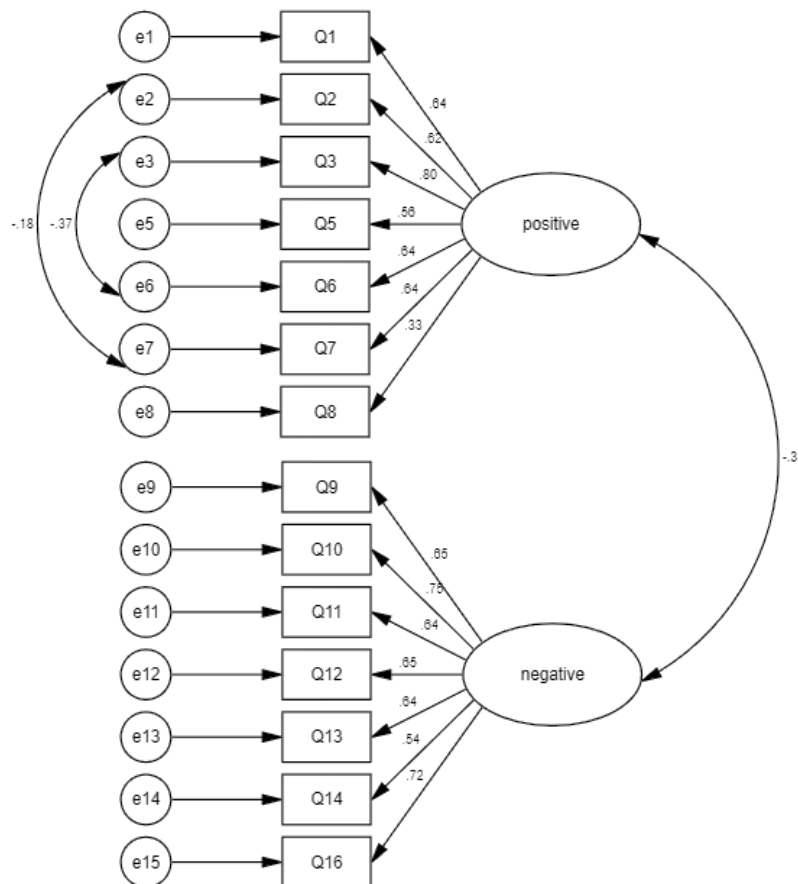 e1 Q1
e2 Q2
e3 Q3
e5 Q5
e6 Q6
e7 Q7
e8 Q8
-.18 -.37
.64
.62
.80
.56
.64
.64
.33
positive
-.3
e9 Q9
e10 Q10
e11 Q11
e12 Q12
e13 Q13
e14 Q14
e15 Q16
.65
.75
.64
.65
.64
.54
.72
negative